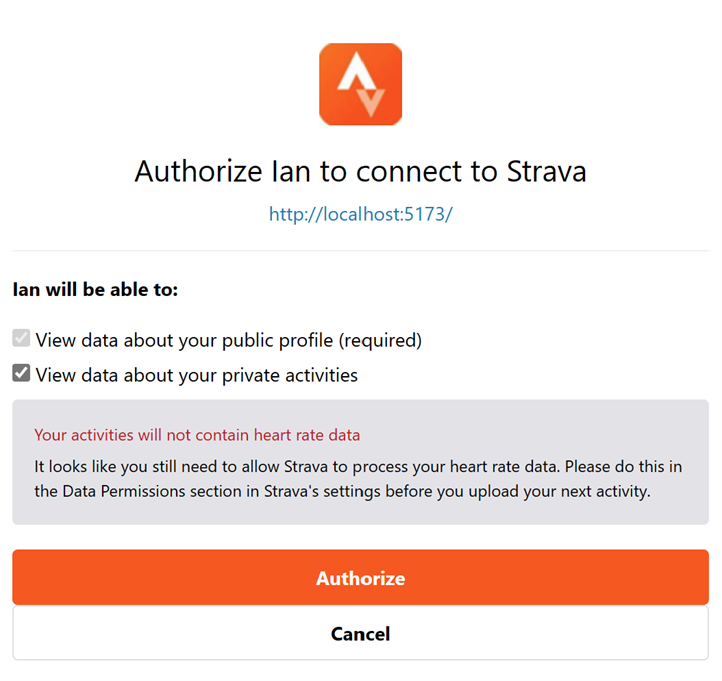 Authorize Ian to connect to Strava
http://localhost:5173/
Ian will be able to:
View data about your public profile (required)
View data about your private activities
Your activities will not contain heart rate data
It looks like you still need to allow Strava to process your heart rate data. Please do this in
the Data Permissions section in Strava's settings before you upload your next activity.
Authorize
Cancel